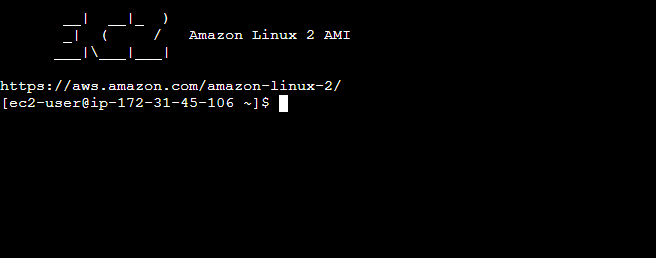 __|  __|_  )
_|  (     /   Amazon Linux 2 AMI
___|\___|___|
https://aws.amazon.com/amazon-linux-2/
[ec2-user@ip-172-31-45-106 ~]$